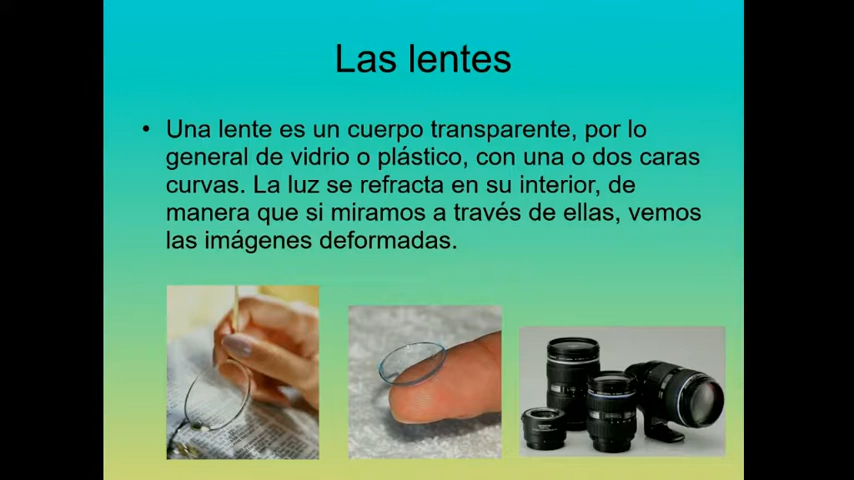 Las lentes
• Una lente es un cuerpo transparente, por lo
general de vidrio o plástico, con una o dos caras
curvas. La luz se refracta en su interior, de
manera que si miramos a través de ellas, vemos
las imágenes deformadas.